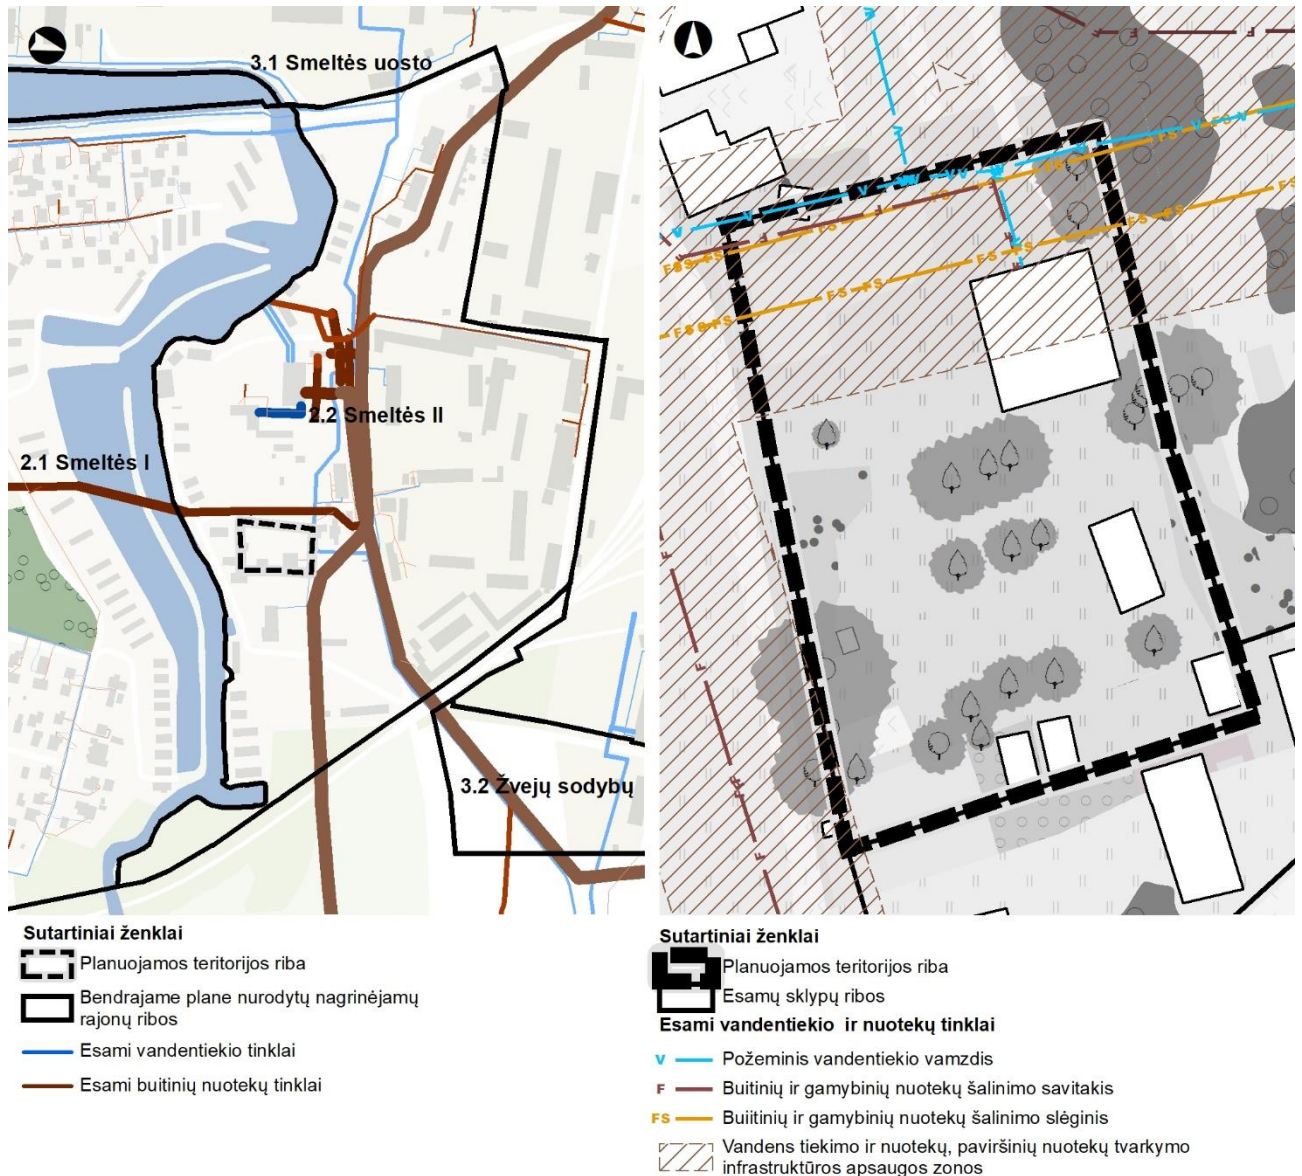 3.1 Smeltės uosto
2.2 Smeltės II
2.1 Smeltės I
3.2 Žvejų sodybų
Sutartiniai ženklai
Planuojamos teritorijos riba
Bendrajame plane nurodytų nagrinėjamų
rajonų ribos
Esami vandentiekio tinklai
Esami buitinių nuotekų tinklai
Sutartiniai ženklai
Planuojamos teritorijos riba
Esamų sklypų ribos
Esami vandentiekio ir nuotekų tinklai
V Požeminis vandentiekio vamzdis
F Buitinių ir gamybinių nuotekų šalinimo savitakis
FS Buiitinių ir gamybinių nuotekų šalinimo slėginis
Vandens tiekimo ir nuotekų, paviršinių nuotekų tvarkymo
infrastruktūros apsaugos zonos